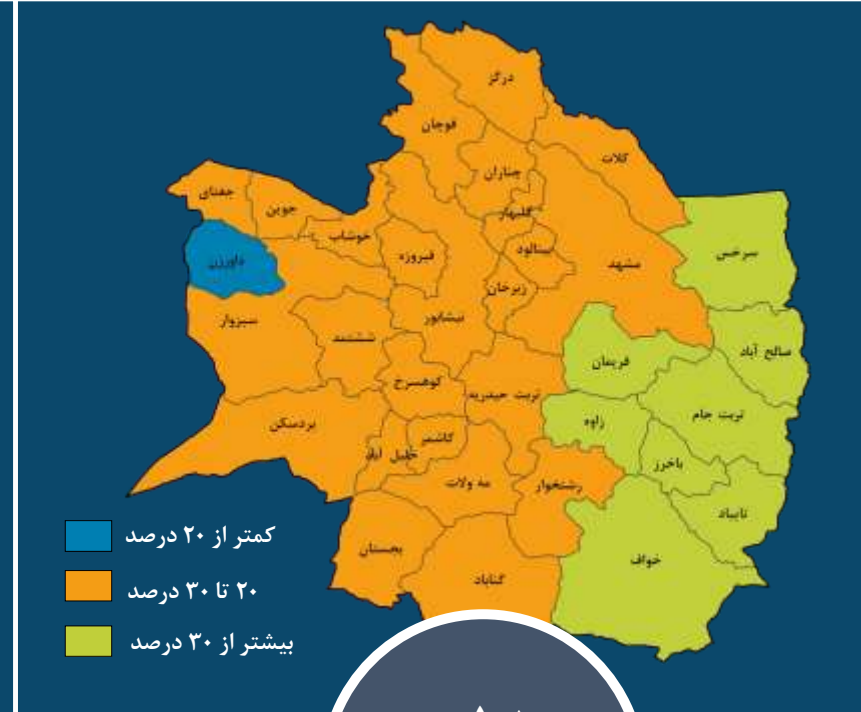 درگز
قوچان
کلات
چناران
جغتای
جوین
گلبهار
خوشاب
بینالود
سرخس
فیروزه
مشهد
داورزن
زبرخان
نیشابور
سبزوار
ششتمد
صالح آباد
فریمان
کوهسرخ
تربت حیدریه
تربت جام
زاوه
بردسکن
کاشمر
خلیل آباد
باخرز
مه ولات
رشتخوار
تایباد
بجستان
خواف
گناباد
کمتر از ۲۰ درصد
۲۰ تا ۳۰ درصد
بیشتر از ۳۰ درصد